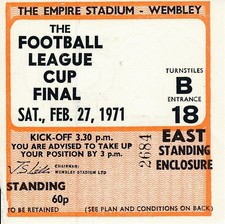 THE EMPIRE STADIUM - WEMBLEY
THE
FOOTBALL
LEAGUE
CUP
FINAL
SAT., FEB. 27, 1971
TURNSTILES
B
ENTRANCE
18
KICK-OFF 3.30 p.m.
YOU ARE ADVISED TO TAKE UP
YOUR POSITION BY 3 p.m.
CHAIRMAN:
WEMBLEY STADIUM LTD
2684
EAST
STANDING
ENCLOSURE
STANDING
60p
TO BE RETAINED
(SEE PLAN AND CONDITIONS ON BACK)